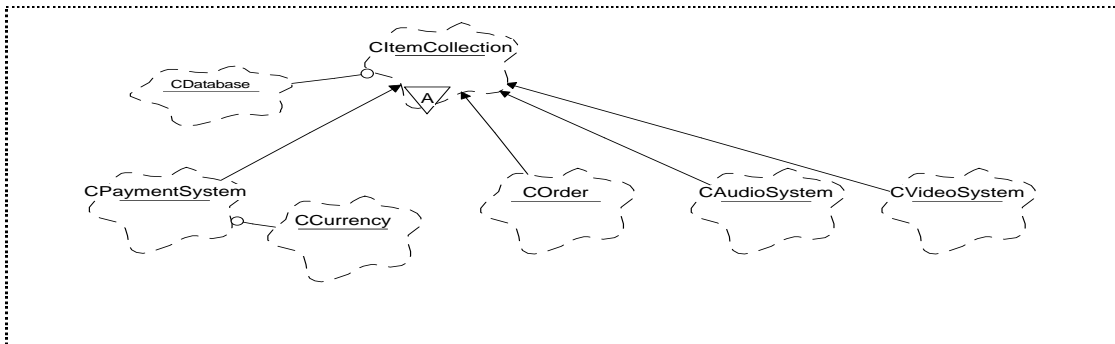 CItemCollection
CDatabase
A
CPaymentSystem
COrder
CAudioSystem
CVideoSystem
CCurrency